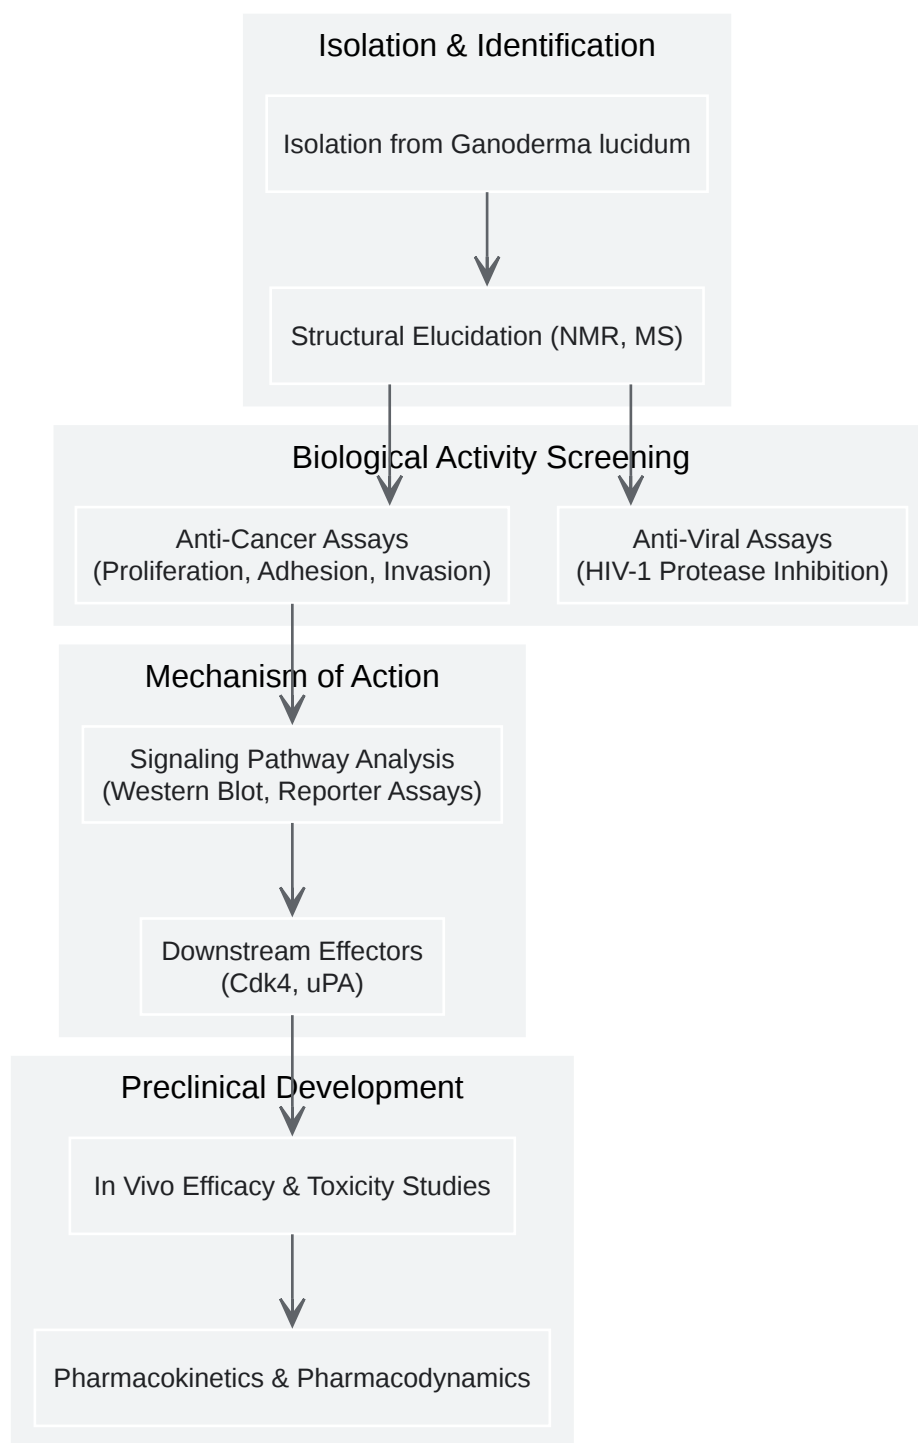 Isolation & Identification
Isolation from Ganoderma lucidum
Structural Elucidation (NMR, MS)
Biological Activity Screening
Anti-Cancer Assays
(Proliferation, Adhesion, Invasion)
Anti-Viral Assays
(HIV-1 Protease Inhibition)
Mechanism of Action
Signaling Pathway Analysis
(Western Blot, Reporter Assays)
Downstream Effectors
(Cdk4, uPA)
Preclinical Development
In Vivo Efficacy & Toxicity Studies
Pharmacokinetics & Pharmacodynamics